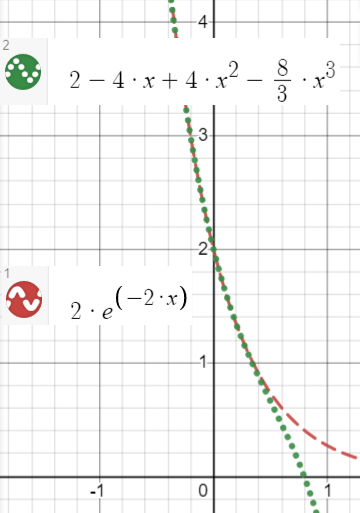 4
2
2 − 4 · x + 4 · x² − 8/3 · x³
3
2
1
2 · e^(−2·x)
1
-1 0 1